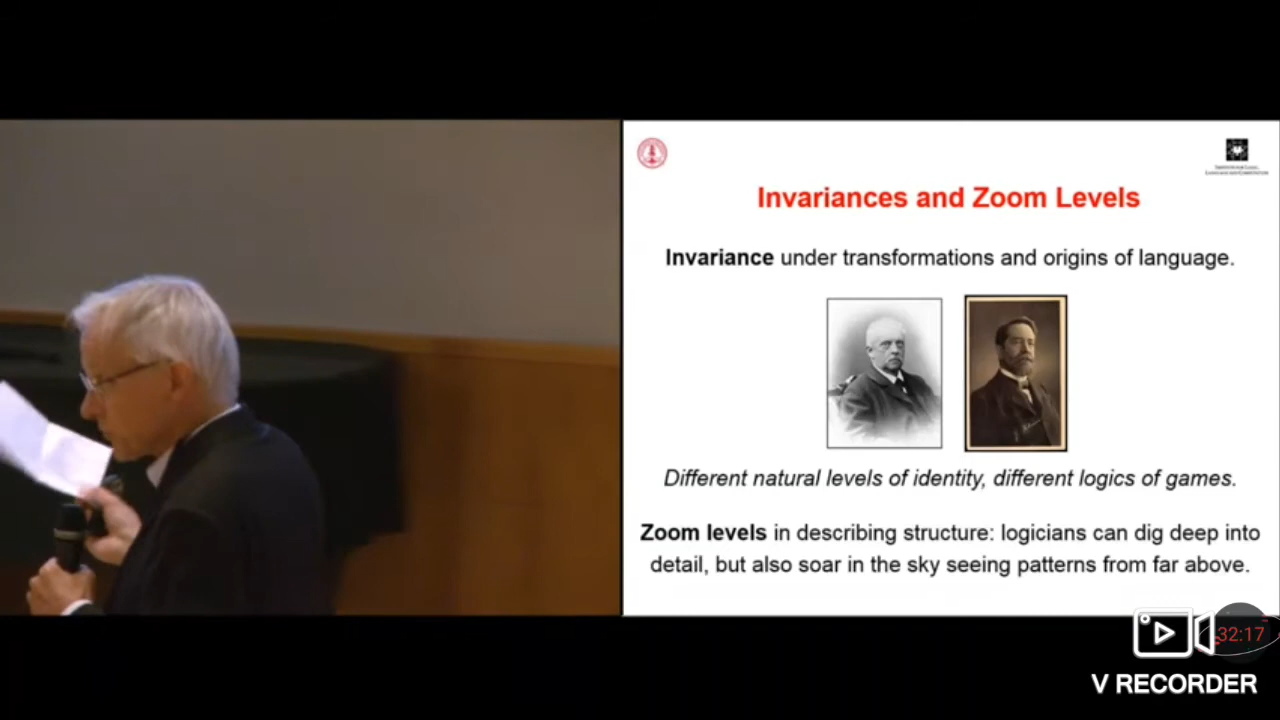 Invariances and Zoom Levels
Invariance under transformations and origins of language.
Different natural levels of identity, different logics of games.
Zoom levels in describing structure: logicians can dig deep into
detail, but also soar in the sky seeing patterns from far above.
32:17
V RECORDER